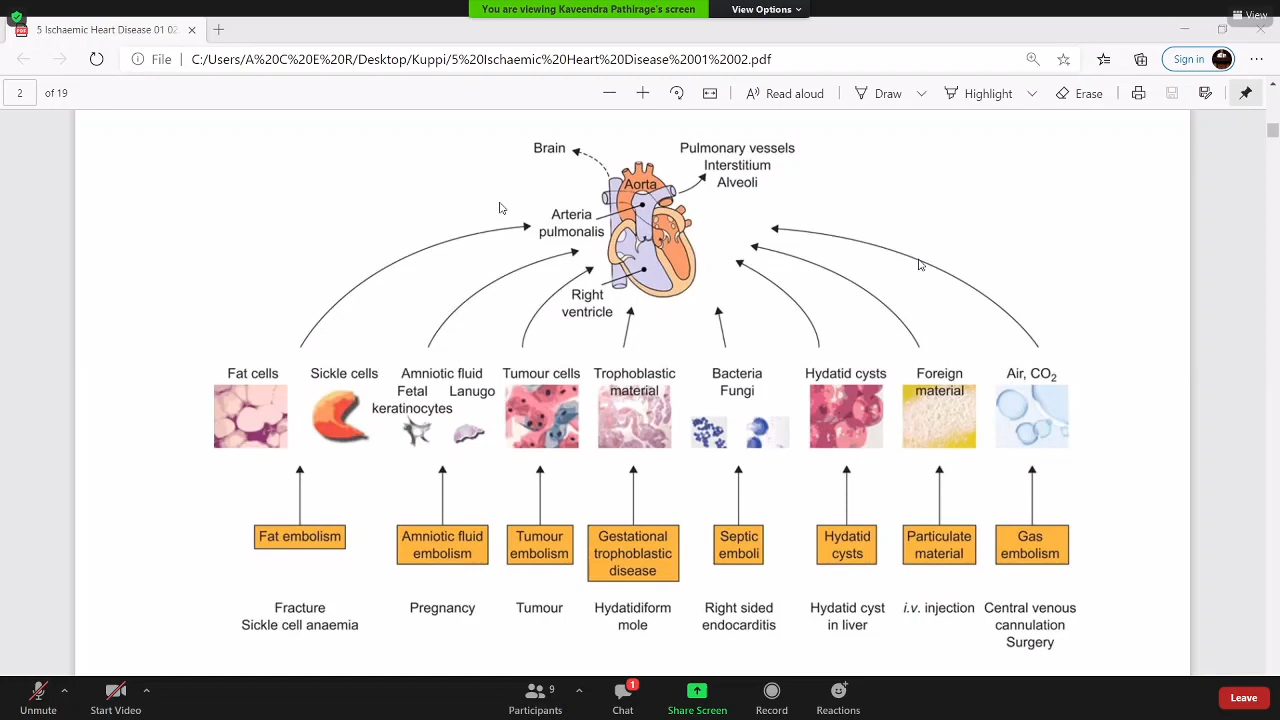 You are viewing Kaveendra Pathirage's screen
View Options
View
5 Ischaemic Heart Disease 01 02
File
C:/Users/A%20C%20E%20R/Desktop/Kuppi/5%20Ischaemic%20Heart%20Disease%2001%2002.pdf
Sign in
2 of 19
Read aloud
Draw
Highlight
Erase
Brain
Pulmonary vessels
Interstitium
Alveoli
Aorta
Arteria
pulmonalis
Right
ventricle
Fat cells
Sickle cells
Amniotic fluid
Fetal Lanugo
keratinocytes
Tumour cells
Trophoblastic
material
Bacteria
Fungi
Hydatid cysts
Foreign
material
Air, CO2
Fat embolism
Amniotic fluid
embolism
Tumour
embolism
Gestational
trophoblastic
disease
Septic
emboli
Hydatid
cysts
Particulate
material
Gas
embolism
Fracture
Sickle cell anaemia
Pregnancy
Tumour
Hydatidiform
mole
Right sided
endocarditis
Hydatid cyst
in liver
i.v. injection
Central venous
cannulation
Surgery
Unmute
Start Video
9
Participants
1
Chat
Share Screen
Record
Reactions
Leave